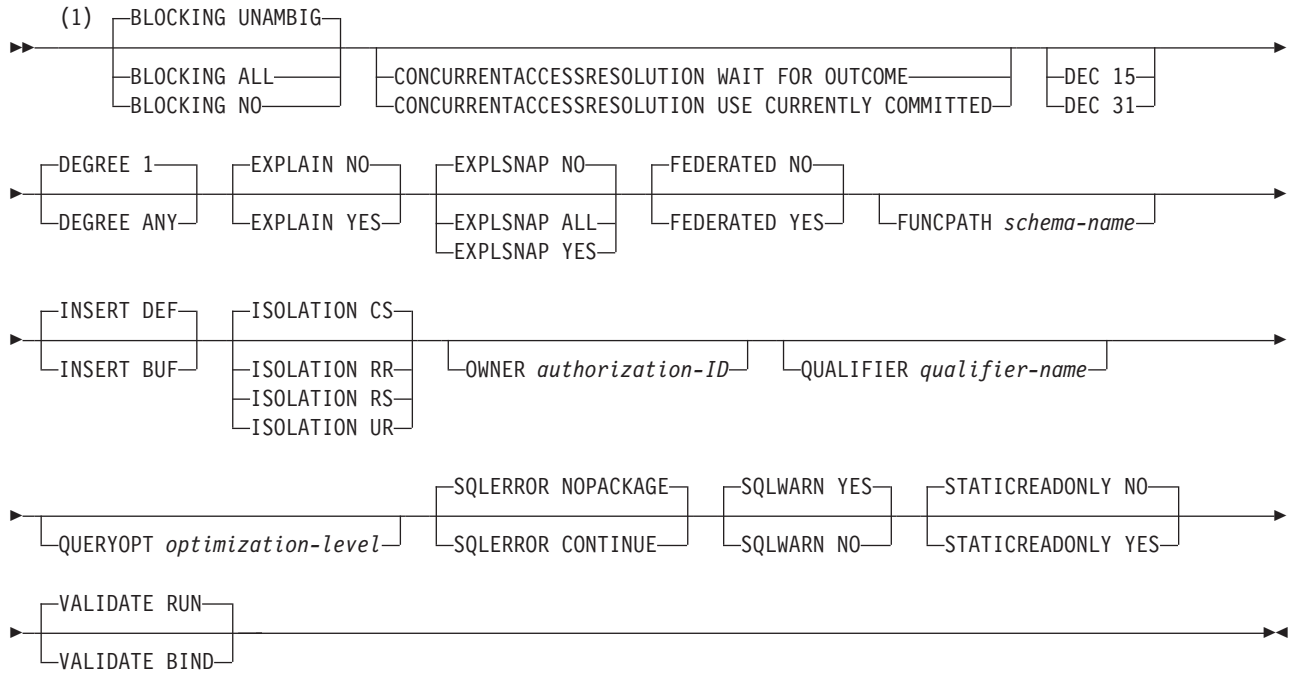 (1) BLOCKING UNAMBIG
BLOCKING ALL CONCURRENTACCESSRESOLUTION WAIT FOR OUTCOME DEC 15
BLOCKING NO CONCURRENTACCESSRESOLUTION USE CURRENTLY COMMITTED DEC 31
DEGREE 1 EXPLAIN NO EXPLSNAP NO FEDERATED NO
DEGREE ANY EXPLAIN YES EXPLSNAP ALL FEDERATED YES FUNCPATH schema-name
EXPLSNAP YES
INSERT DEF ISOLATION CS
INSERT BUF ISOLATION RR OWNER authorization-ID QUALIFIER qualifier-name
ISOLATION RS
ISOLATION UR
SQLERROR NOPACKAGE SQLWARN YES STATICREADONLY NO
QUERYOPT optimization-level SQLERROR CONTINUE SQLWARN NO STATICREADONLY YES
VALIDATE RUN
VALIDATE BIND